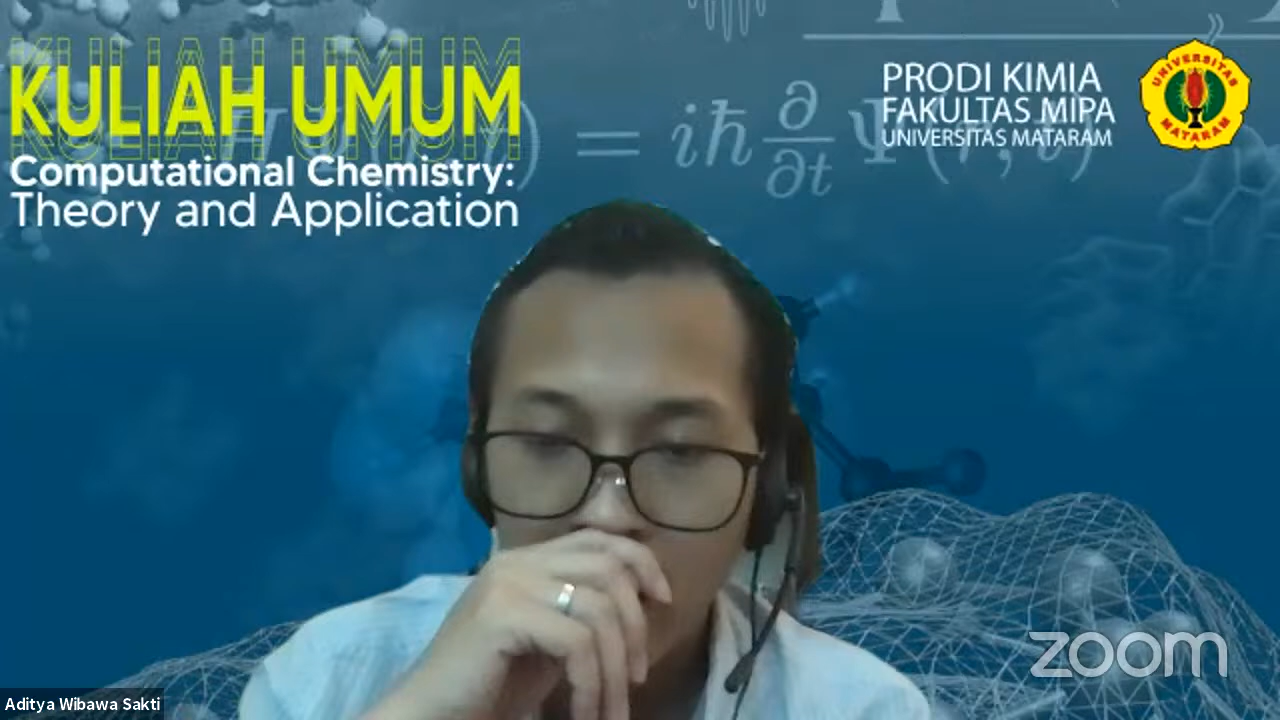 KULIAH UMUM
Computational Chemistry:
Theory and Application
= iħ ∂/∂t Ψ(r, t)
PRODI KIMIA
FAKULTAS MIPA
UNIVERSITAS MATARAM
UNIVERSITAS
MATARAM
zoom
Aditya Wibawa Sakti